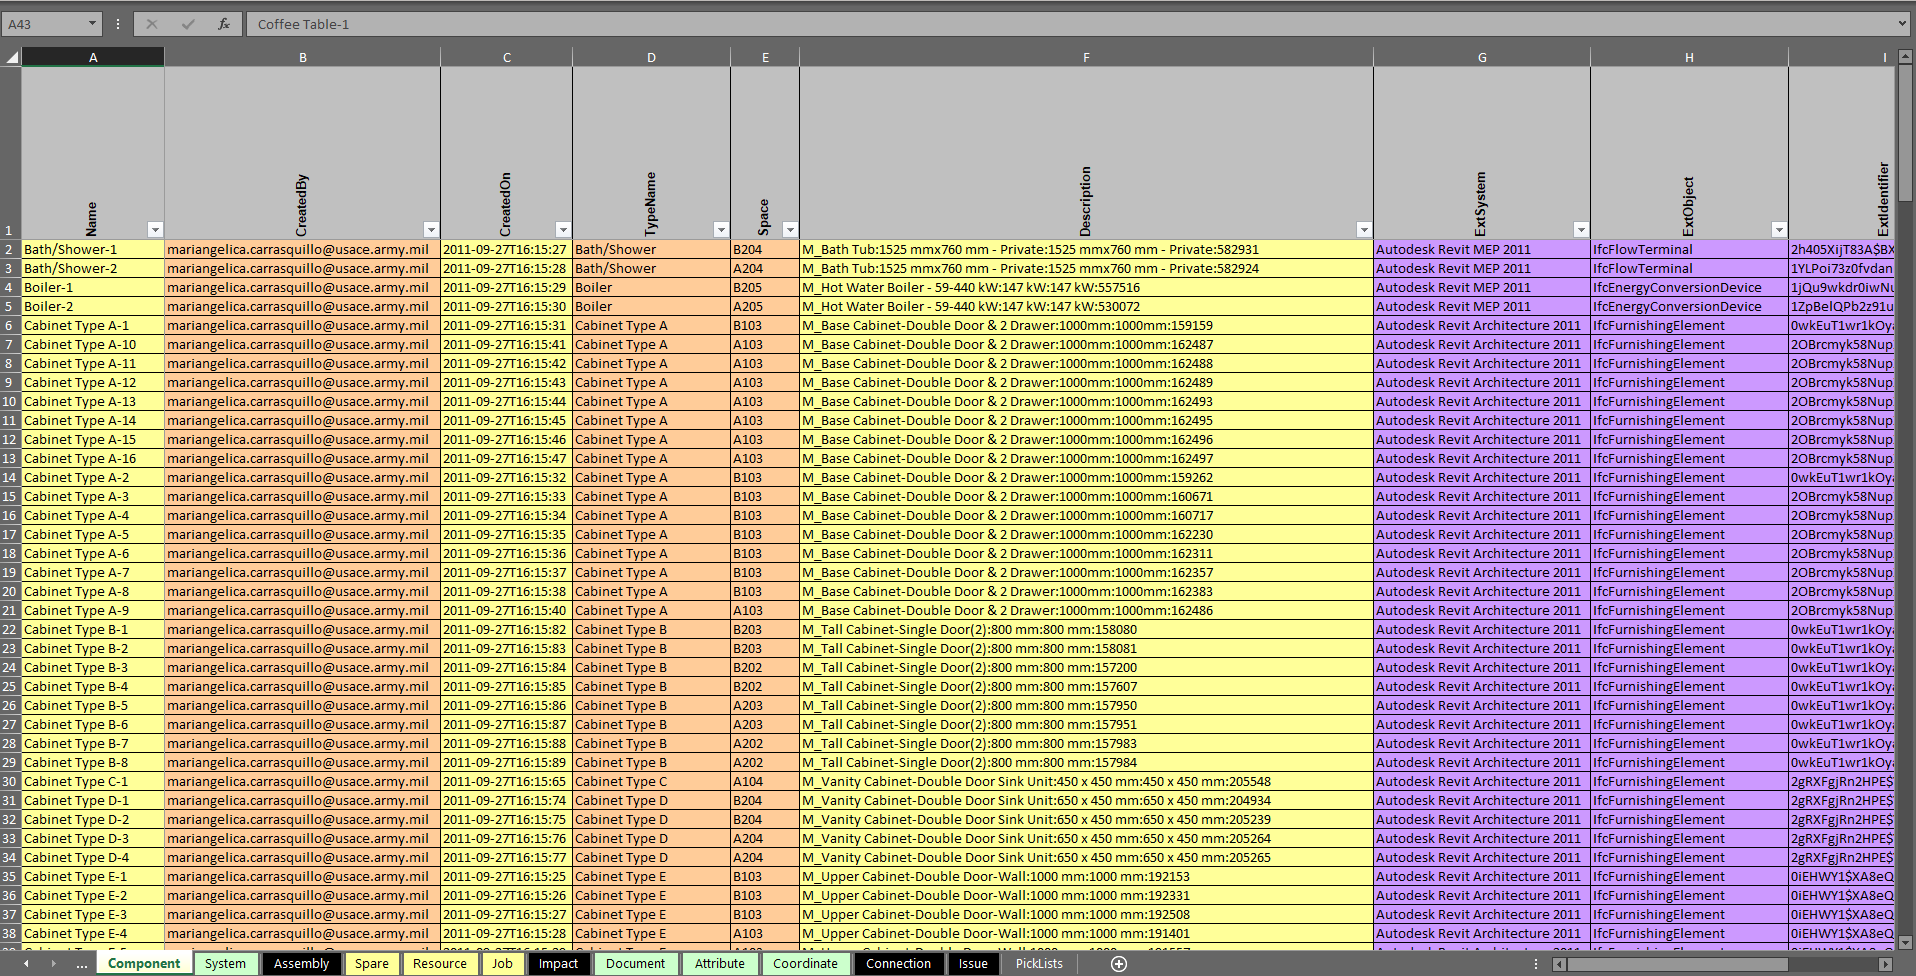 A43 fx Coffee Table-1
A B C D E F G H I
1 Name CreatedBy CreatedOn TypeName Space Description ExtSystem ExtObject ExtIdentifier
2 Bath/Shower-1 mariangelica.carrasquillo@usace.army.mil 2011-09-27T16:15:27 Bath/Shower B204 M_Bath Tub:1525 mmx760 mm - Private:1525 mmx760 mm - Private:582931 Autodesk Revit MEP 2011 IfcFlowTerminal 2h405XijT83A$BX
3 Bath/Shower-2 mariangelica.carrasquillo@usace.army.mil 2011-09-27T16:15:28 Bath/Shower A204 M_Bath Tub:1525 mmx760 mm - Private:1525 mmx760 mm - Private:582924 Autodesk Revit MEP 2011 IfcFlowTerminal 1YLPoi73z0fvdan
4 Boiler-1 mariangelica.carrasquillo@usace.army.mil 2011-09-27T16:15:29 Boiler B205 M_Hot Water Boiler - 59-440 kW:147 kW:147 kW:557516 Autodesk Revit MEP 2011 IfcEnergyConversionDevice 1jQu9wkdr0iwNu
5 Boiler-2 mariangelica.carrasquillo@usace.army.mil 2011-09-27T16:15:30 Boiler A205 M_Hot Water Boiler - 59-440 kW:147 kW:147 kW:530072 Autodesk Revit MEP 2011 IfcEnergyConversionDevice 1ZpBelQPb2z91u
6 Cabinet Type A-1 mariangelica.carrasquillo@usace.army.mil 2011-09-27T16:15:31 Cabinet Type A B103 M_Base Cabinet-Double Door & 2 Drawer:1000mm:1000mm:159159 Autodesk Revit Architecture 2011 IfcFurnishingElement 0wkEuT1wr1kOy
7 Cabinet Type A-10 mariangelica.carrasquillo@usace.army.mil 2011-09-27T16:15:41 Cabinet Type A A103 M_Base Cabinet-Double Door & 2 Drawer:1000mm:1000mm:162487 Autodesk Revit Architecture 2011 IfcFurnishingElement 2OBrcmyk58Nup
8 Cabinet Type A-11 mariangelica.carrasquillo@usace.army.mil 2011-09-27T16:15:42 Cabinet Type A A103 M_Base Cabinet-Double Door & 2 Drawer:1000mm:1000mm:162488 Autodesk Revit Architecture 2011 IfcFurnishingElement 2OBrcmyk58Nup
9 Cabinet Type A-12 mariangelica.carrasquillo@usace.army.mil 2011-09-27T16:15:43 Cabinet Type A A103 M_Base Cabinet-Double Door & 2 Drawer:1000mm:1000mm:162489 Autodesk Revit Architecture 2011 IfcFurnishingElement 2OBrcmyk58Nup
10 Cabinet Type A-13 mariangelica.carrasquillo@usace.army.mil 2011-09-27T16:15:44 Cabinet Type A A103 M_Base Cabinet-Double Door & 2 Drawer:1000mm:1000mm:162493 Autodesk Revit Architecture 2011 IfcFurnishingElement 2OBrcmyk58Nup
11 Cabinet Type A-14 mariangelica.carrasquillo@usace.army.mil 2011-09-27T16:15:45 Cabinet Type A A103 M_Base Cabinet-Double Door & 2 Drawer:1000mm:1000mm:162495 Autodesk Revit Architecture 2011 IfcFurnishingElement 2OBrcmyk58Nup
12 Cabinet Type A-15 mariangelica.carrasquillo@usace.army.mil 2011-09-27T16:15:46 Cabinet Type A A103 M_Base Cabinet-Double Door & 2 Drawer:1000mm:1000mm:162496 Autodesk Revit Architecture 2011 IfcFurnishingElement 2OBrcmyk58Nup
13 Cabinet Type A-16 mariangelica.carrasquillo@usace.army.mil 2011-09-27T16:15:47 Cabinet Type A A103 M_Base Cabinet-Double Door & 2 Drawer:1000mm:1000mm:162497 Autodesk Revit Architecture 2011 IfcFurnishingElement 2OBrcmyk58Nup
14 Cabinet Type A-2 mariangelica.carrasquillo@usace.army.mil 2011-09-27T16:15:32 Cabinet Type A B103 M_Base Cabinet-Double Door & 2 Drawer:1000mm:1000mm:159262 Autodesk Revit Architecture 2011 IfcFurnishingElement 0wkEuT1wr1kOy
15 Cabinet Type A-3 mariangelica.carrasquillo@usace.army.mil 2011-09-27T16:15:33 Cabinet Type A B103 M_Base Cabinet-Double Door & 2 Drawer:1000mm:1000mm:160671 Autodesk Revit Architecture 2011 IfcFurnishingElement 2OBrcmyk58Nup
16 Cabinet Type A-4 mariangelica.carrasquillo@usace.army.mil 2011-09-27T16:15:34 Cabinet Type A B103 M_Base Cabinet-Double Door & 2 Drawer:1000mm:1000mm:160717 Autodesk Revit Architecture 2011 IfcFurnishingElement 2OBrcmyk58Nup
17 Cabinet Type A-5 mariangelica.carrasquillo@usace.army.mil 2011-09-27T16:15:35 Cabinet Type A B103 M_Base Cabinet-Double Door & 2 Drawer:1000mm:1000mm:162230 Autodesk Revit Architecture 2011 IfcFurnishingElement 2OBrcmyk58Nup
18 Cabinet Type A-6 mariangelica.carrasquillo@usace.army.mil 2011-09-27T16:15:36 Cabinet Type A B103 M_Base Cabinet-Double Door & 2 Drawer:1000mm:1000mm:162311 Autodesk Revit Architecture 2011 IfcFurnishingElement 2OBrcmyk58Nup
19 Cabinet Type A-7 mariangelica.carrasquillo@usace.army.mil 2011-09-27T16:15:37 Cabinet Type A B103 M_Base Cabinet-Double Door & 2 Drawer:1000mm:1000mm:162357 Autodesk Revit Architecture 2011 IfcFurnishingElement 2OBrcmyk58Nup
20 Cabinet Type A-8 mariangelica.carrasquillo@usace.army.mil 2011-09-27T16:15:38 Cabinet Type A B103 M_Base Cabinet-Double Door & 2 Drawer:1000mm:1000mm:162383 Autodesk Revit Architecture 2011 IfcFurnishingElement 2OBrcmyk58Nup
21 Cabinet Type A-9 mariangelica.carrasquillo@usace.army.mil 2011-09-27T16:15:40 Cabinet Type A A103 M_Base Cabinet-Double Door & 2 Drawer:1000mm:1000mm:162486 Autodesk Revit Architecture 2011 IfcFurnishingElement 2OBrcmyk58Nup
22 Cabinet Type B-1 mariangelica.carrasquillo@usace.army.mil 2011-09-27T16:15:82 Cabinet Type B B203 M_Tall Cabinet-Single Door(2):800 mm:800 mm:158080 Autodesk Revit Architecture 2011 IfcFurnishingElement 0wkEuT1wr1kOy
23 Cabinet Type B-2 mariangelica.carrasquillo@usace.army.mil 2011-09-27T16:15:83 Cabinet Type B B203 M_Tall Cabinet-Single Door(2):800 mm:800 mm:158081 Autodesk Revit Architecture 2011 IfcFurnishingElement 0wkEuT1wr1kOy
24 Cabinet Type B-3 mariangelica.carrasquillo@usace.army.mil 2011-09-27T16:15:84 Cabinet Type B B202 M_Tall Cabinet-Single Door(2):800 mm:800 mm:157200 Autodesk Revit Architecture 2011 IfcFurnishingElement 0wkEuT1wr1kOy
25 Cabinet Type B-4 mariangelica.carrasquillo@usace.army.mil 2011-09-27T16:15:85 Cabinet Type B B202 M_Tall Cabinet-Single Door(2):800 mm:800 mm:157607 Autodesk Revit Architecture 2011 IfcFurnishingElement 0wkEuT1wr1kOy
26 Cabinet Type B-5 mariangelica.carrasquillo@usace.army.mil 2011-09-27T16:15:86 Cabinet Type B A203 M_Tall Cabinet-Single Door(2):800 mm:800 mm:157950 Autodesk Revit Architecture 2011 IfcFurnishingElement 0wkEuT1wr1kOy
27 Cabinet Type B-6 mariangelica.carrasquillo@usace.army.mil 2011-09-27T16:15:87 Cabinet Type B A203 M_Tall Cabinet-Single Door(2):800 mm:800 mm:157951 Autodesk Revit Architecture 2011 IfcFurnishingElement 0wkEuT1wr1kOy
28 Cabinet Type B-7 mariangelica.carrasquillo@usace.army.mil 2011-09-27T16:15:88 Cabinet Type B A202 M_Tall Cabinet-Single Door(2):800 mm:800 mm:157983 Autodesk Revit Architecture 2011 IfcFurnishingElement 0wkEuT1wr1kOy
29 Cabinet Type B-8 mariangelica.carrasquillo@usace.army.mil 2011-09-27T16:15:89 Cabinet Type B A202 M_Tall Cabinet-Single Door(2):800 mm:800 mm:157984 Autodesk Revit Architecture 2011 IfcFurnishingElement 0wkEuT1wr1kOy
30 Cabinet Type C-1 mariangelica.carrasquillo@usace.army.mil 2011-09-27T16:15:65 Cabinet Type C A104 M_Vanity Cabinet-Double Door Sink Unit:450 x 450 mm:450 x 450 mm:205548 Autodesk Revit Architecture 2011 IfcFurnishingElement 2gRXFgjRn2HPE$
31 Cabinet Type D-1 mariangelica.carrasquillo@usace.army.mil 2011-09-27T16:15:74 Cabinet Type D B204 M_Vanity Cabinet-Double Door Sink Unit:650 x 450 mm:650 x 450 mm:204934 Autodesk Revit Architecture 2011 IfcFurnishingElement 2gRXFgjRn2HPE$
32 Cabinet Type D-2 mariangelica.carrasquillo@usace.army.mil 2011-09-27T16:15:75 Cabinet Type D B204 M_Vanity Cabinet-Double Door Sink Unit:650 x 450 mm:650 x 450 mm:205239 Autodesk Revit Architecture 2011 IfcFurnishingElement 2gRXFgjRn2HPE$
33 Cabinet Type D-3 mariangelica.carrasquillo@usace.army.mil 2011-09-27T16:15:76 Cabinet Type D A204 M_Vanity Cabinet-Double Door Sink Unit:650 x 450 mm:650 x 450 mm:205264 Autodesk Revit Architecture 2011 IfcFurnishingElement 2gRXFgjRn2HPE$
34 Cabinet Type D-4 mariangelica.carrasquillo@usace.army.mil 2011-09-27T16:15:77 Cabinet Type D A204 M_Vanity Cabinet-Double Door Sink Unit:650 x 450 mm:650 x 450 mm:205265 Autodesk Revit Architecture 2011 IfcFurnishingElement 2gRXFgjRn2HPE$
35 Cabinet Type E-1 mariangelica.carrasquillo@usace.army.mil 2011-09-27T16:15:25 Cabinet Type E B103 M_Upper Cabinet-Double Door-Wall:1000 mm:1000 mm:192153 Autodesk Revit Architecture 2011 IfcFurnishingElement 0iEHWY1$XA8eQ
36 Cabinet Type E-2 mariangelica.carrasquillo@usace.army.mil 2011-09-27T16:15:26 Cabinet Type E B103 M_Upper Cabinet-Double Door-Wall:1000 mm:1000 mm:192331 Autodesk Revit Architecture 2011 IfcFurnishingElement 0iEHWY1$XA8eQ
37 Cabinet Type E-3 mariangelica.carrasquillo@usace.army.mil 2011-09-27T16:15:27 Cabinet Type E B103 M_Upper Cabinet-Double Door-Wall:1000 mm:1000 mm:192508 Autodesk Revit Architecture 2011 IfcFurnishingElement 0iEHWY1$XA8eQ
38 Cabinet Type E-4 mariangelica.carrasquillo@usace.army.mil 2011-09-27T16:15:28 Cabinet Type E A103 M_Upper Cabinet-Double Door-Wall:1000 mm:1000 mm:191401 Autodesk Revit Architecture 2011 IfcFurnishingElement 0iEHWY1$XA8eQ
... Component System Assembly Spare Resource Job Impact Document Attribute Coordinate Connection Issue PickLists